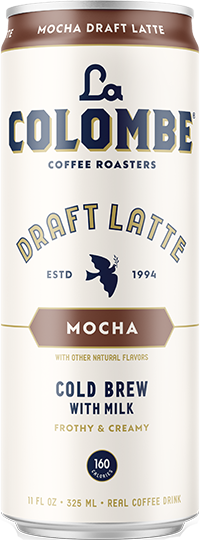 TE
MOCHA DRAFT LATTE
La
COLOMBE®
COFFEE ROASTERS
DRAFT LATTE
ESTD 1994
MOCHA
WITH OTHER NATURAL FLAVORS
COLD BREW
WITH MILK
FROTHY & CREAMY
160
CALORIES
11 FL OZ • 325 ML • REAL COFFEE DRINK